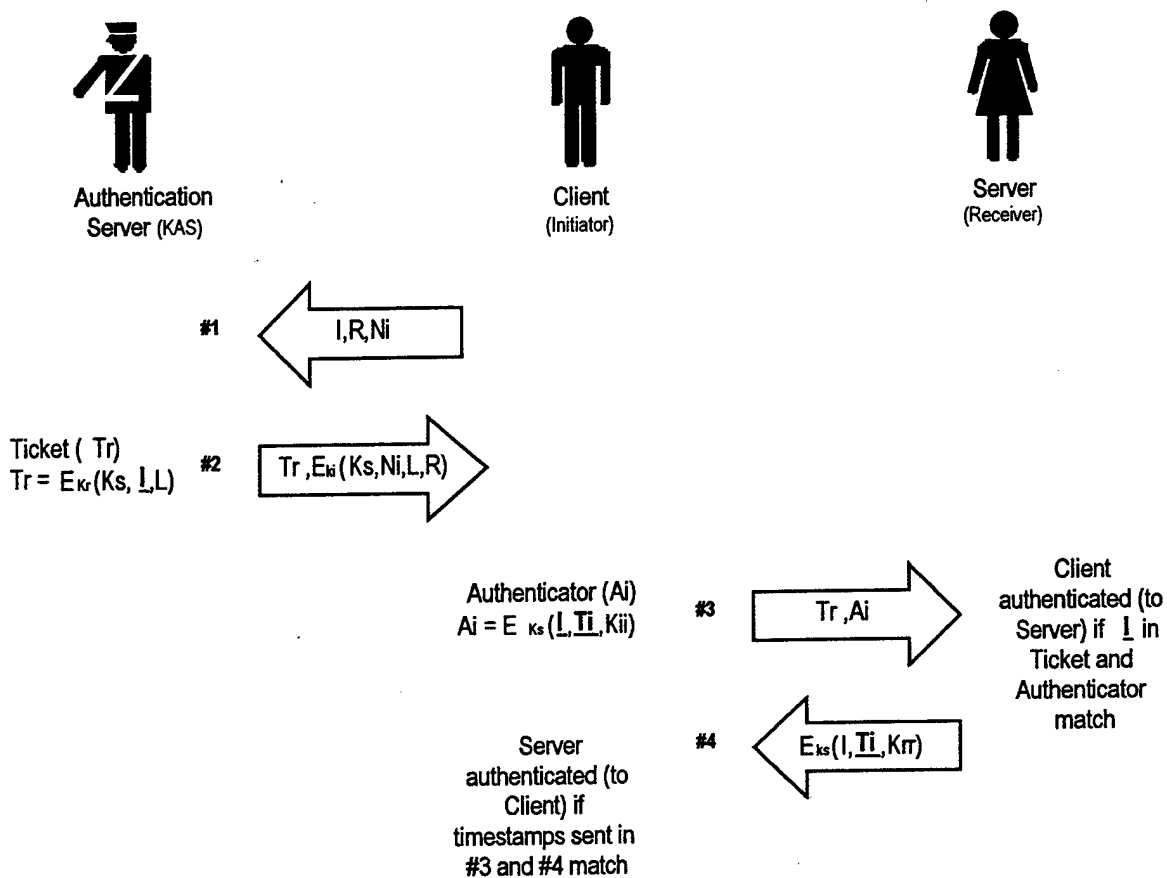 Authentication
Server (KAS)
Client
(Initiator)
Server
(Receiver)
#1
I,R,Ni
Ticket ( Tr)
Tr = EKr(Ks, I,L)
#2
Tr ,Eki(Ks,Ni,L,R)
Authenticator (Ai)
Ai = E Ks(I,Ti,Kii)
#3
Tr ,Ai
Client
authenticated (to
Server) if I in
Ticket and
Authenticator
match
#4
Eks(I,Ti,Krr)
Server
authenticated (to
Client) if
timestamps sent in
#3 and #4 match